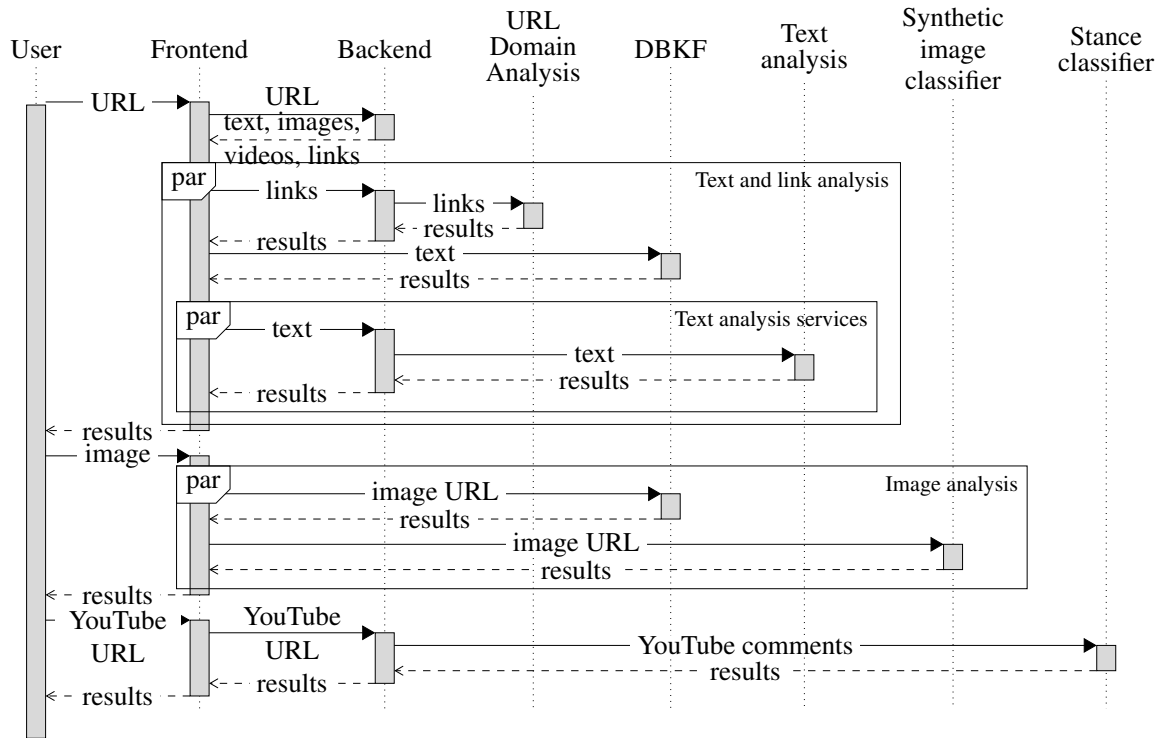 User
Frontend
Backend
URL
Domain
Analysis
DBKF
Text
analysis
Synthetic
image
classifier
Stance
classifier
URL
URL
text, images,
videos, links
par
Text and link analysis
links
links
results
results
text
results
par
Text analysis services
text
text
results
results
results
image
par
Image analysis
image URL
results
image URL
results
results
YouTube
URL
YouTube
URL
YouTube comments
results
results
results